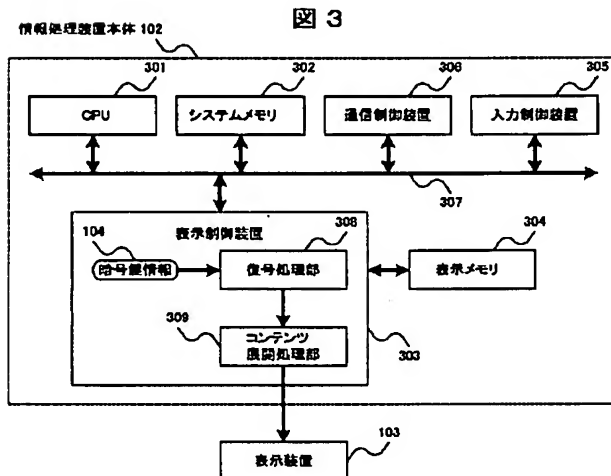 図 3
情報処理装置本体 102
301
302
306
305
CPU
システムメモリ
通信制御装置
入力制御装置
307
表示制御装置
104
308
304
暗号鍵情報
復号処理部
表示メモリ
309
コンテンツ
展開処理部
303
103
表示装置